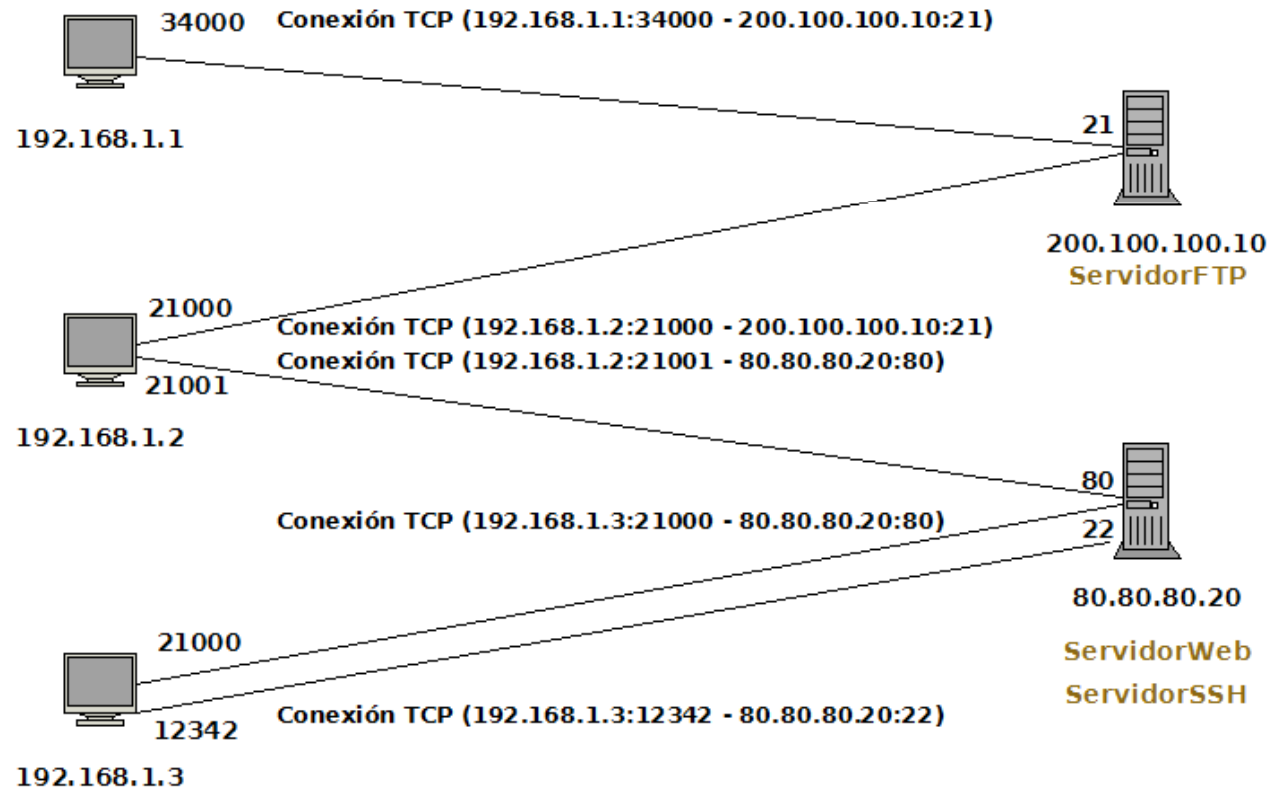 34000 Conexión TCP (192.168.1.1:34000 - 200.100.100.10:21)
192.168.1.1
21
200.100.100.10
ServidorFTP
21000
Conexión TCP (192.168.1.2:21000 - 200.100.100.10:21)
Conexión TCP (192.168.1.2:21001 - 80.80.80.20:80)
21001
192.168.1.2
80
Conexión TCP (192.168.1.3:21000 - 80.80.80.20:80)
22
80.80.80.20
ServidorWeb
ServidorSSH
21000
Conexión TCP (192.168.1.3:12342 - 80.80.80.20:22)
12342
192.168.1.3